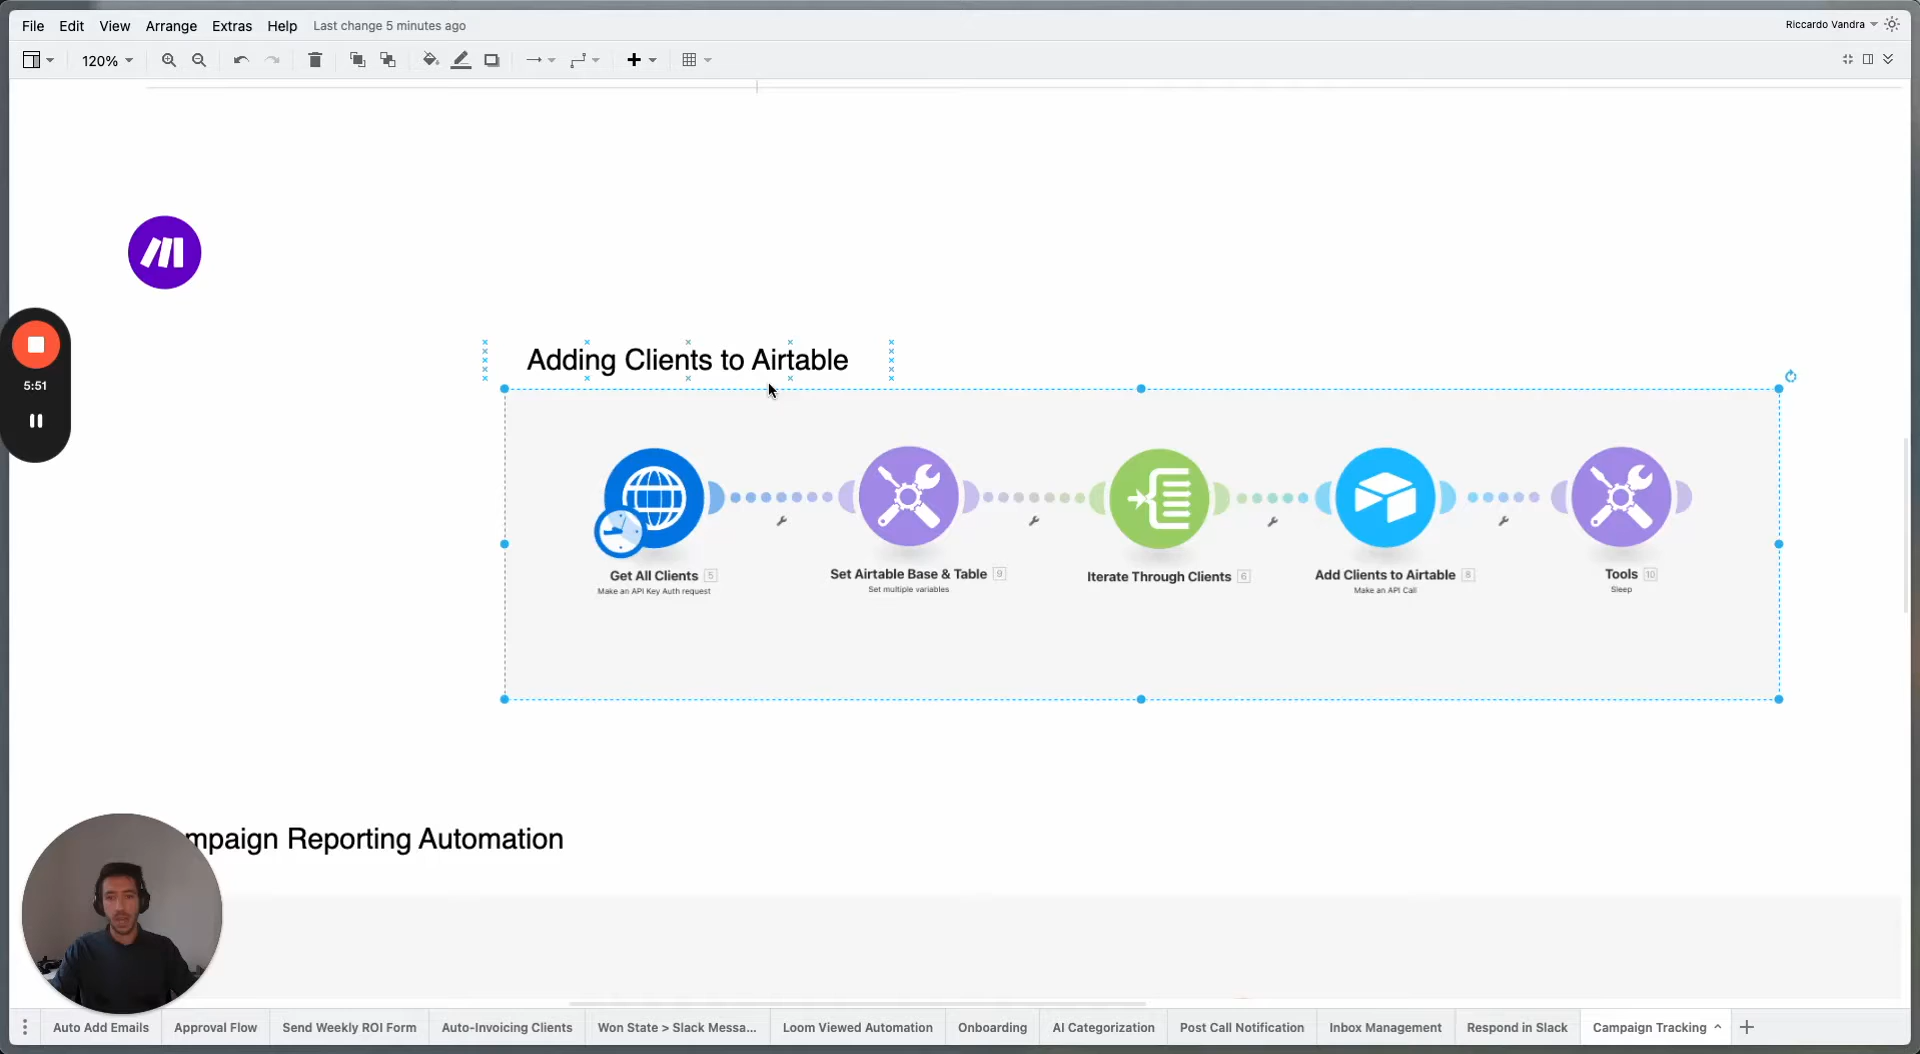 File Edit View Arrange Extras Help Last change 5 minutes ago Riccardo Vandra
120%
5:51
Adding Clients to Airtable
Get All Clients 5
Make an API Key Auth request
Set Airtable Base & Table 9
Set multiple variables
Iterate Through Clients 6
Add Clients to Airtable 8
Make an API Call
Tools 10
Sleep
mpaign Reporting Automation
Auto Add Emails Approval Flow Send Weekly ROI Form Auto-Invoicing Clients Won State > Slack Messa... Loom Viewed Automation Onboarding AI Categorization Post Call Notification Inbox Management Respond in Slack Campaign Tracking